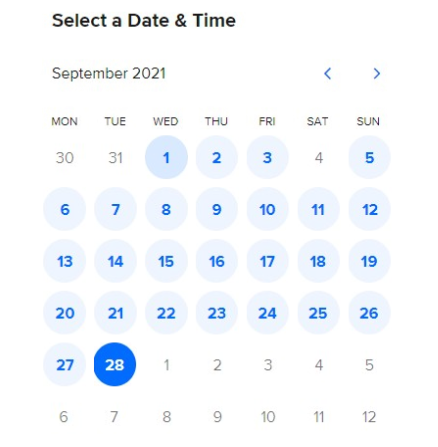 Select a Date & Time
September 2021
MON TUE WED THU FRI SAT SUN
30 31 1 2 3 4 5
6 7 8 9 10 11 12
13 14 15 16 17 18 19
20 21 22 23 24 25 26
27 28 1 2 3 4 5
6 7 8 9 10 11 12